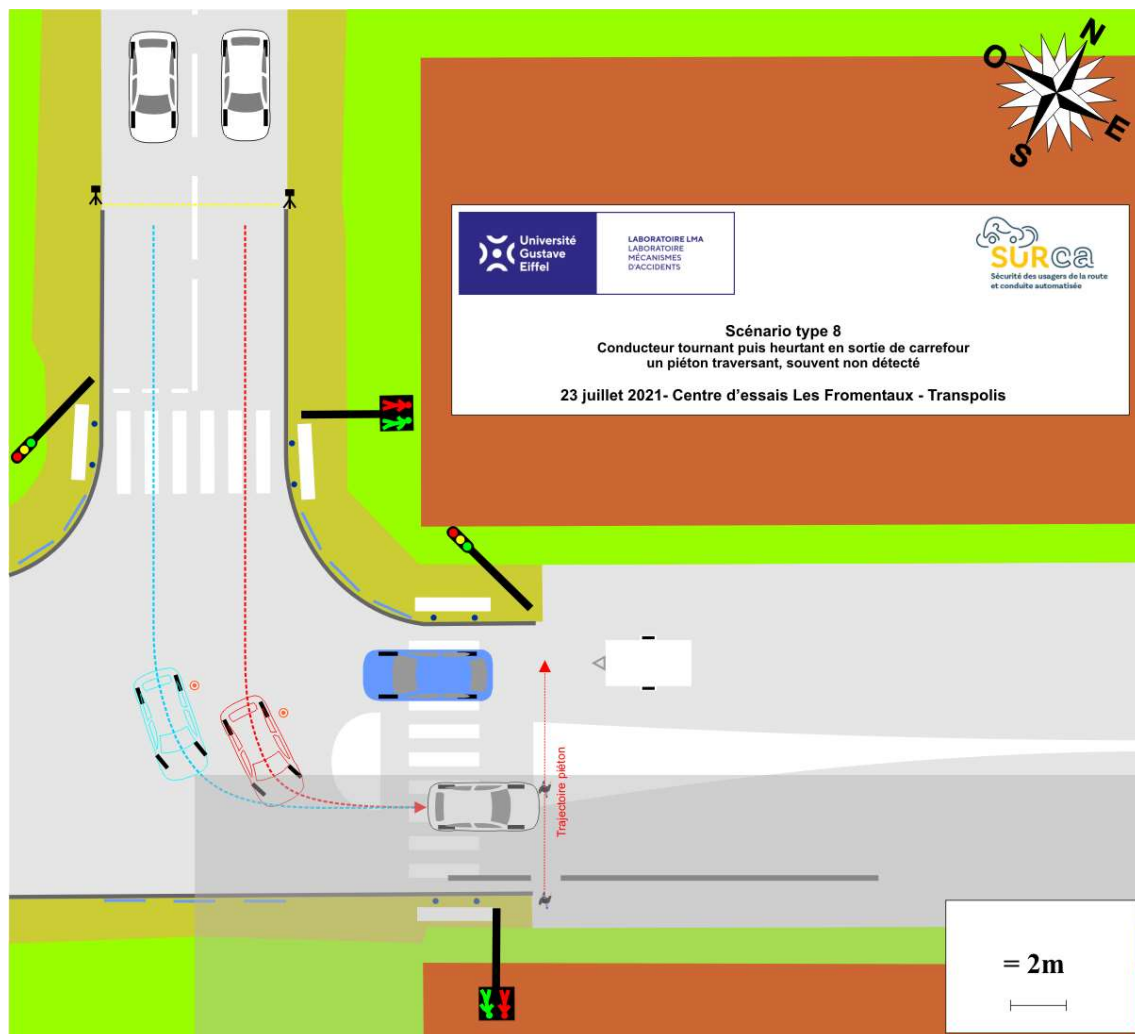 N
O
E
S
Université
Gustave
Eiffel
LABORATOIRE LMA
LABORATOIRE
MÉCANISMES
D'ACCIDENTS
SURca
Sécurité des usagers de la route
et conduite automatisée
Scénario type 8
Conducteur tournant puis heurtant en sortie de carrefour
un piéton traversant, souvent non détecté
23 juillet 2021- Centre d'essais Les Fromentaux - Transpolis
Trajectoire piéton
= 2m